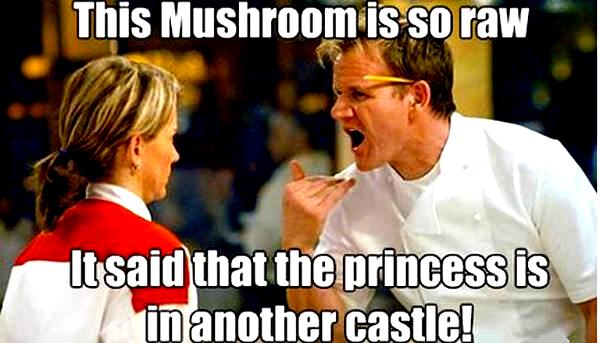 This Mushroom is so raw
It said that the princess is
in another castle!